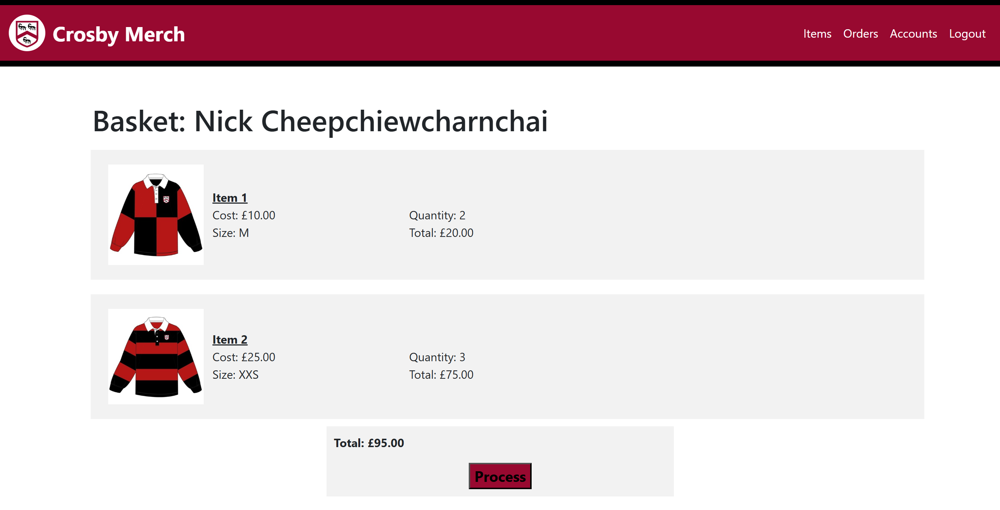 Crosby Merch
Items Orders Accounts Logout
Basket: Nick Cheepchiewcharnchai
Item 1
Cost: £10.00
Size: M
Quantity: 2
Total: £20.00
Item 2
Cost: £25.00
Size: XXS
Quantity: 3
Total: £75.00
Total: £95.00
Process